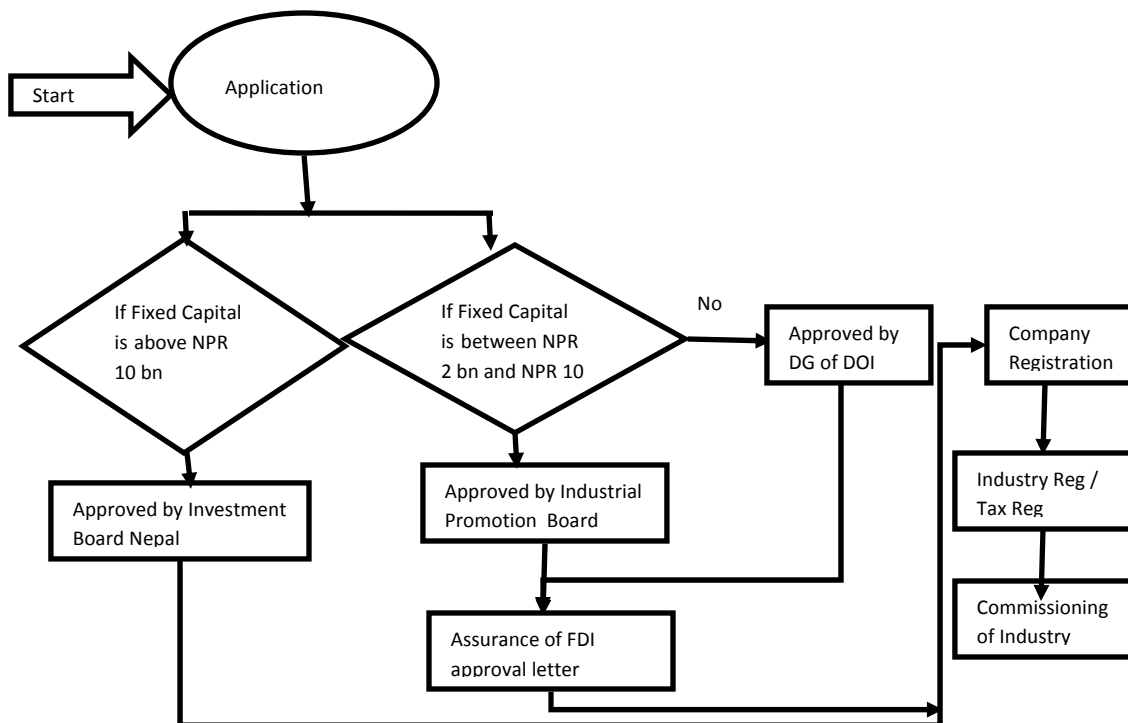 Start
Application
If Fixed Capital
is above NPR
10 bn
If Fixed Capital
is between NPR
2 bn and NPR 10
No
Approved by
DG of DOI
Company
Registration
Approved by Investment
Board Nepal
Approved by Industrial
Promotion Board
Industry Reg /
Tax Reg
Assurance of FDI
approval letter
Commissioning
of Industry